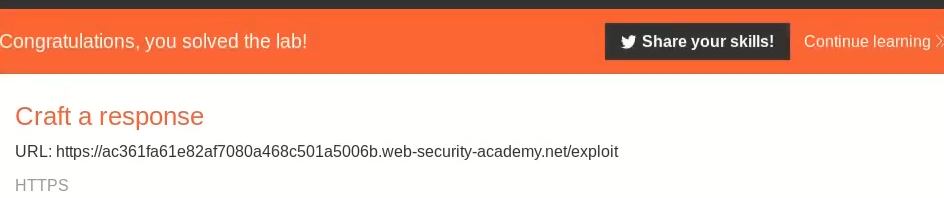 Congratulations, you solved the lab!
Share your skills!
Continue learning
Craft a response
URL: https://ac361fa61e82af7080a468c501a5006b.web-security-academy.net/exploit
HTTPS